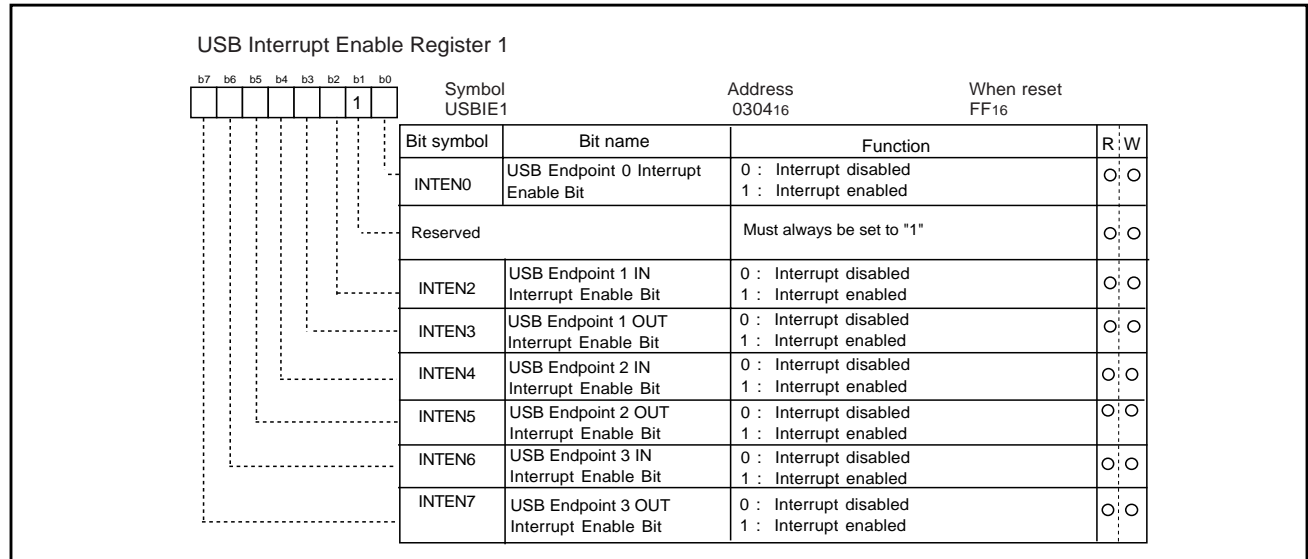 USB Interrupt Enable Register 1
b7 b6 b5 b4 b3 b2 b1 b0
1
Symbol Address When reset
USBIE1 030416 FF16
Bit symbol Bit name Function R W
INTEN0 USB Endpoint 0 Interrupt Enable Bit 0 : Interrupt disabled O O
1 : Interrupt enabled
Reserved Must always be set to "1" O O
INTEN2 USB Endpoint 1 IN Interrupt Enable Bit 0 : Interrupt disabled O O
1 : Interrupt enabled
INTEN3 USB Endpoint 1 OUT Interrupt Enable Bit 0 : Interrupt disabled O O
1 : Interrupt enabled
INTEN4 USB Endpoint 2 IN Interrupt Enable Bit 0 : Interrupt disabled O O
1 : Interrupt enabled
INTEN5 USB Endpoint 2 OUT Interrupt Enable Bit 0 : Interrupt disabled O O
1 : Interrupt enabled
INTEN6 USB Endpoint 3 IN Interrupt Enable Bit 0 : Interrupt disabled O O
1 : Interrupt enabled
INTEN7 USB Endpoint 3 OUT Interrupt Enable Bit 0 : Interrupt disabled O O
1 : Interrupt enabled